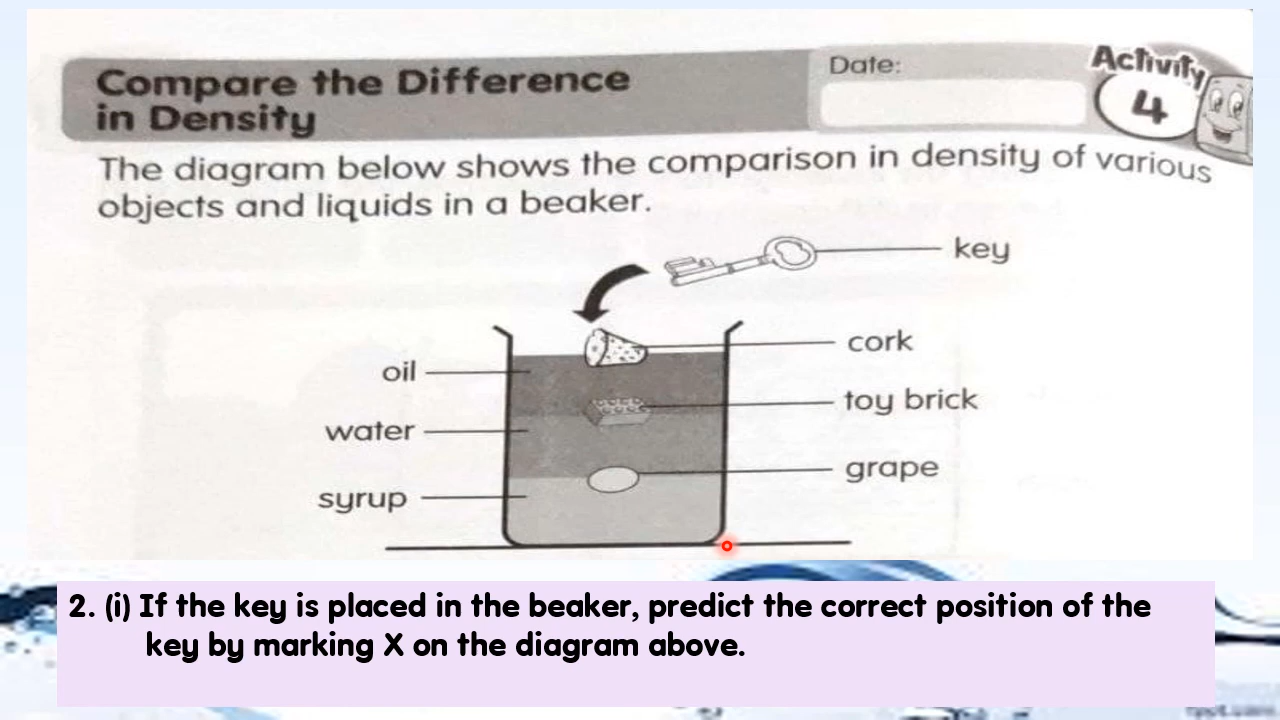 Compare the Difference
in Density
Date:
Activity
4
The diagram below shows the comparison in density of various
objects and liquids in a beaker.
key
cork
oil
toy brick
water
grape
syrup
2. (i) If the key is placed in the beaker, predict the correct position of the
key by marking X on the diagram above.